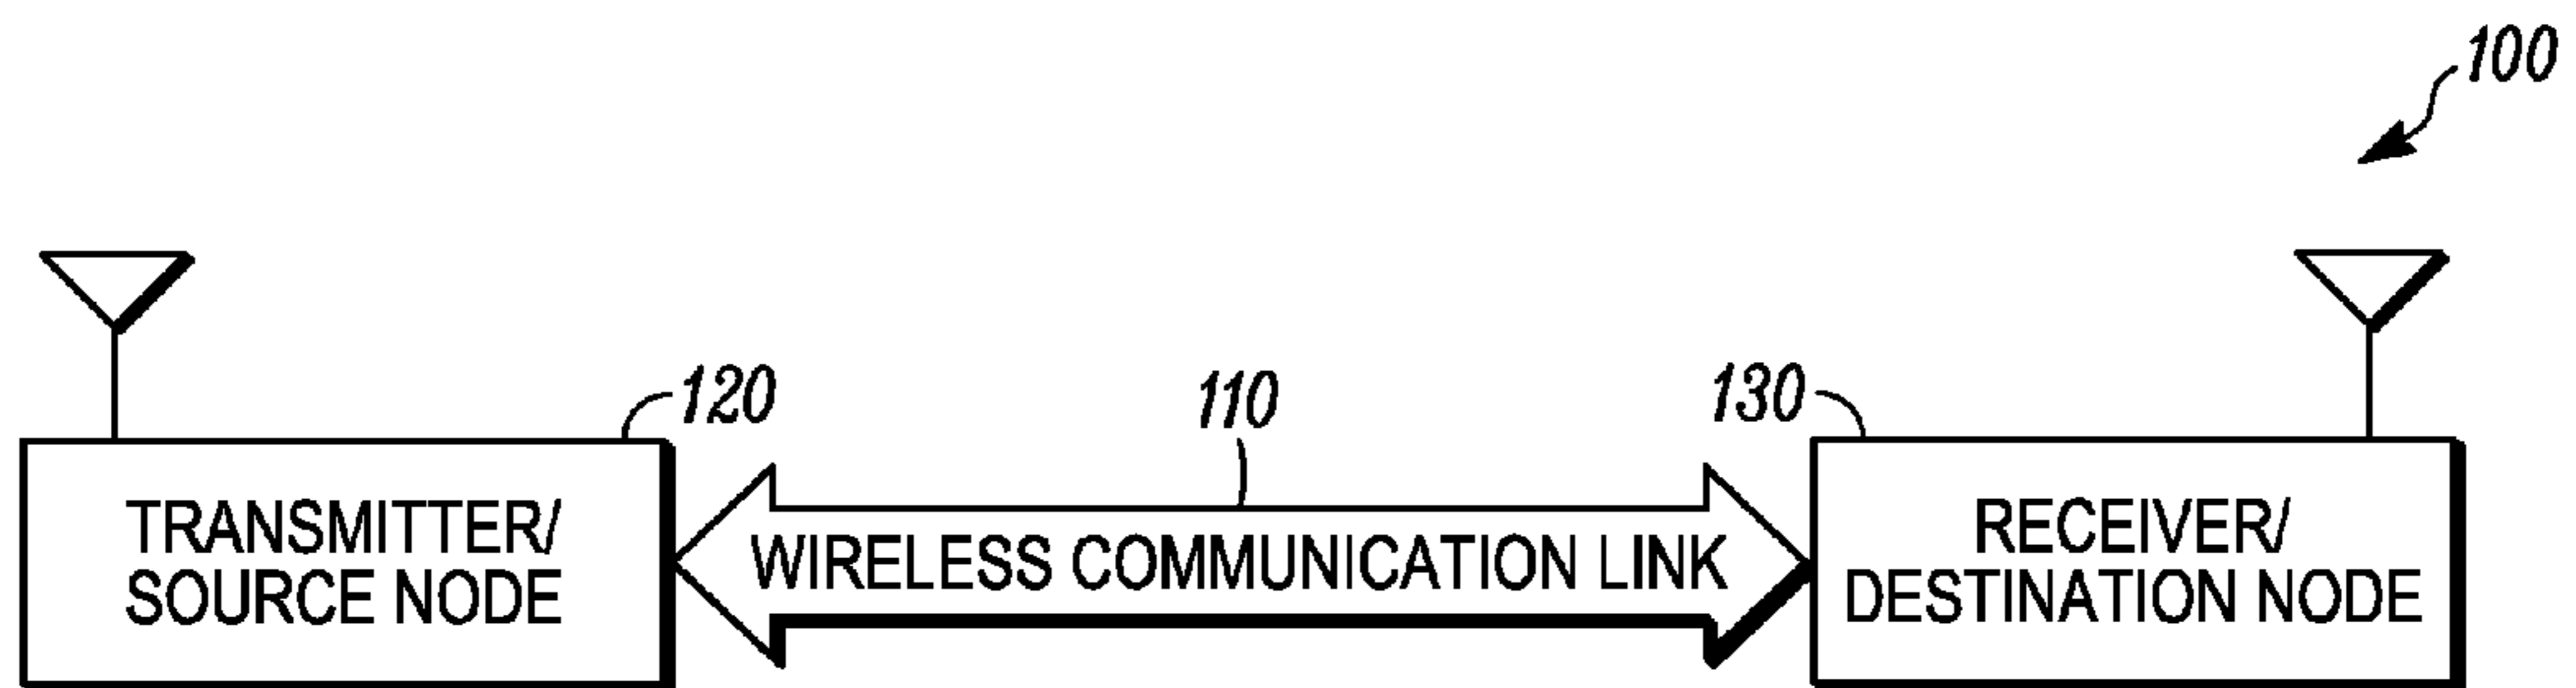 100
120
110
130
TRANSMITTER/
SOURCE NODE
WIRELESS COMMUNICATION LINK
RECEIVER/
DESTINATION NODE